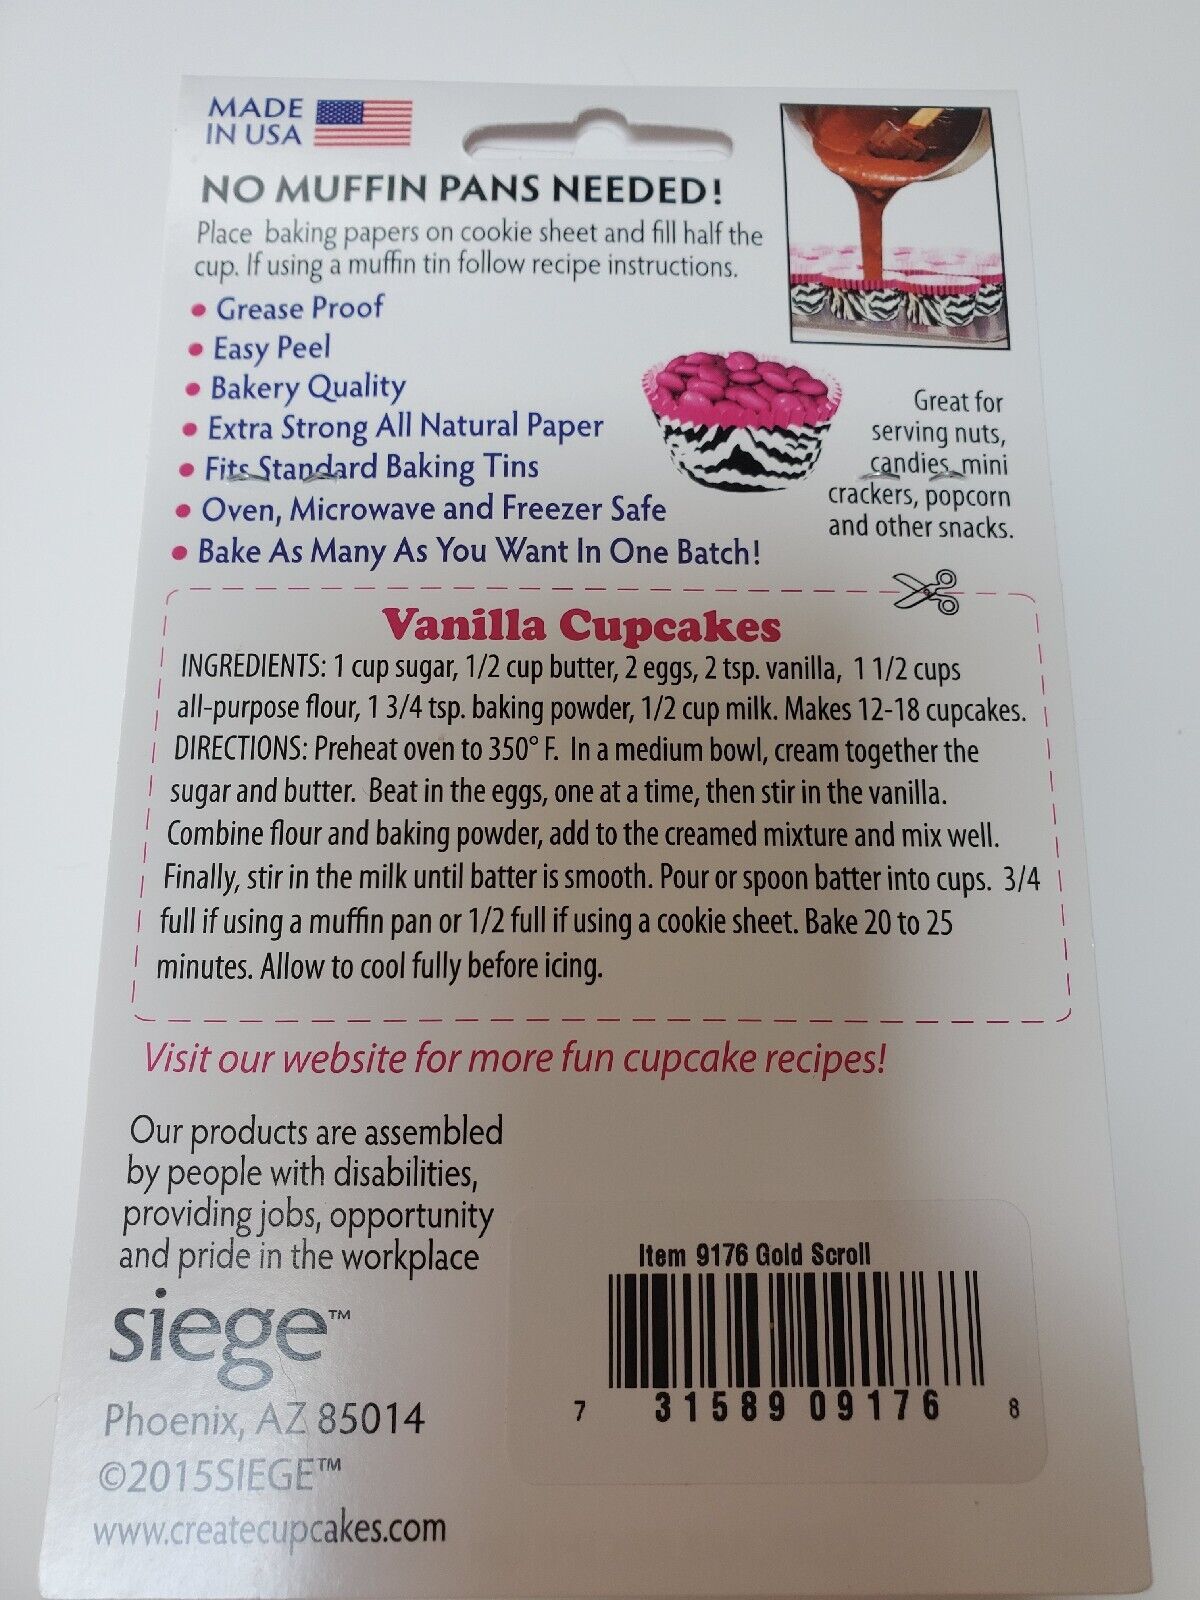 MADE
IN USA
NO MUFFIN PANS NEEDED!
Place baking papers on cookie sheet and fill half the
cup. If using a muffin tin follow recipe instructions.
• Grease Proof
• Easy Peel
• Bakery Quality
• Extra Strong All Natural Paper
• Fits Standard Baking Tins
• Oven, Microwave and Freezer Safe
• Bake As Many As You Want In One Batch!
Great for
serving nuts,
candies, mini
crackers, popcorn
and other snacks.
Vanilla Cupcakes
INGREDIENTS: 1 cup sugar, 1/2 cup butter, 2 eggs, 2 tsp. vanilla, 1 1/2 cups
all-purpose flour, 1 3/4 tsp. baking powder, 1/2 cup milk. Makes 12-18 cupcakes.
DIRECTIONS: Preheat oven to 350° F. In a medium bowl, cream together the
sugar and butter. Beat in the eggs, one at a time, then stir in the vanilla.
Combine flour and baking powder, add to the creamed mixture and mix well.
Finally, stir in the milk until batter is smooth. Pour or spoon batter into cups. 3/4
full if using a muffin pan or 1/2 full if using a cookie sheet. Bake 20 to 25
minutes. Allow to cool fully before icing.
Visit our website for more fun cupcake recipes!
Our products are assembled
by people with disabilities,
providing jobs, opportunity
and pride in the workplace
siege™
Phoenix, AZ 85014
©2015SIEGE™
www.createcupcakes.com
Item 9176 Gold Scroll
7 31589 09176 8